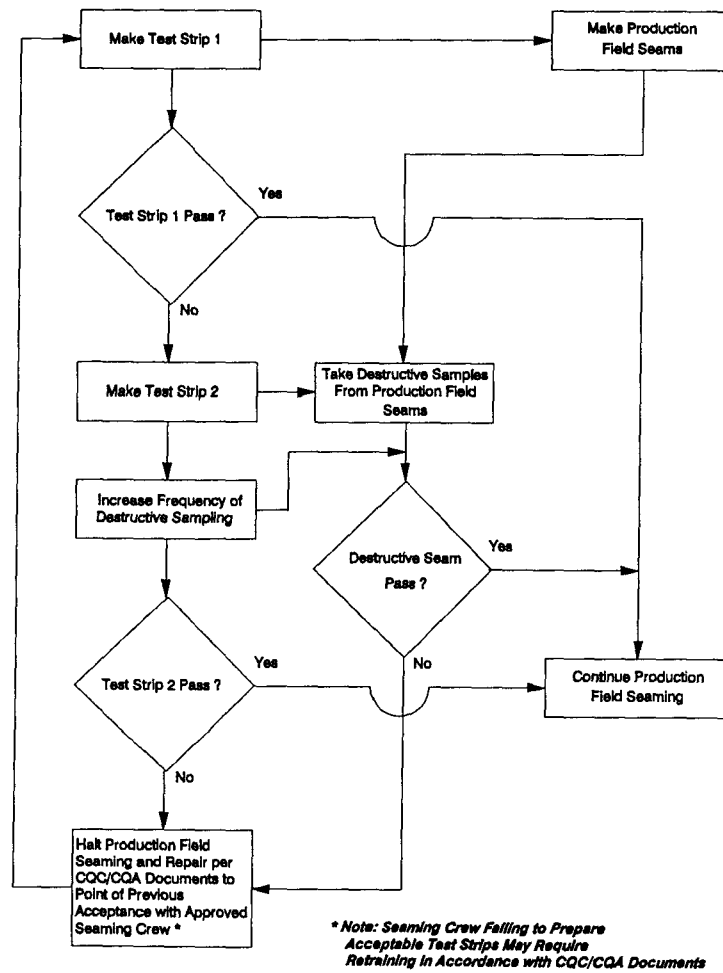 Make Test Strip 1
Make Production
Field Seams
Yes
Test Strip 1 Pass ?
No
Make Test Strip 2
Take Destructive Samples
From Production Field
Seams
Increase Frequency of
Destructive Sampling
Destructive Seam
Pass ?
Yes
No
Test Strip 2 Pass ?
Yes
No
Continue Production
Field Seaming
Halt Production Field
Seaming and Repair per
CQC/CQA Documents to
Point of Previous
Acceptance with Approved
Seaming Crew *
* Note: Seaming Crew Failing to Prepare
Acceptable Test Strips May Require
Retraining in Accordance with CQC/CQA Documents